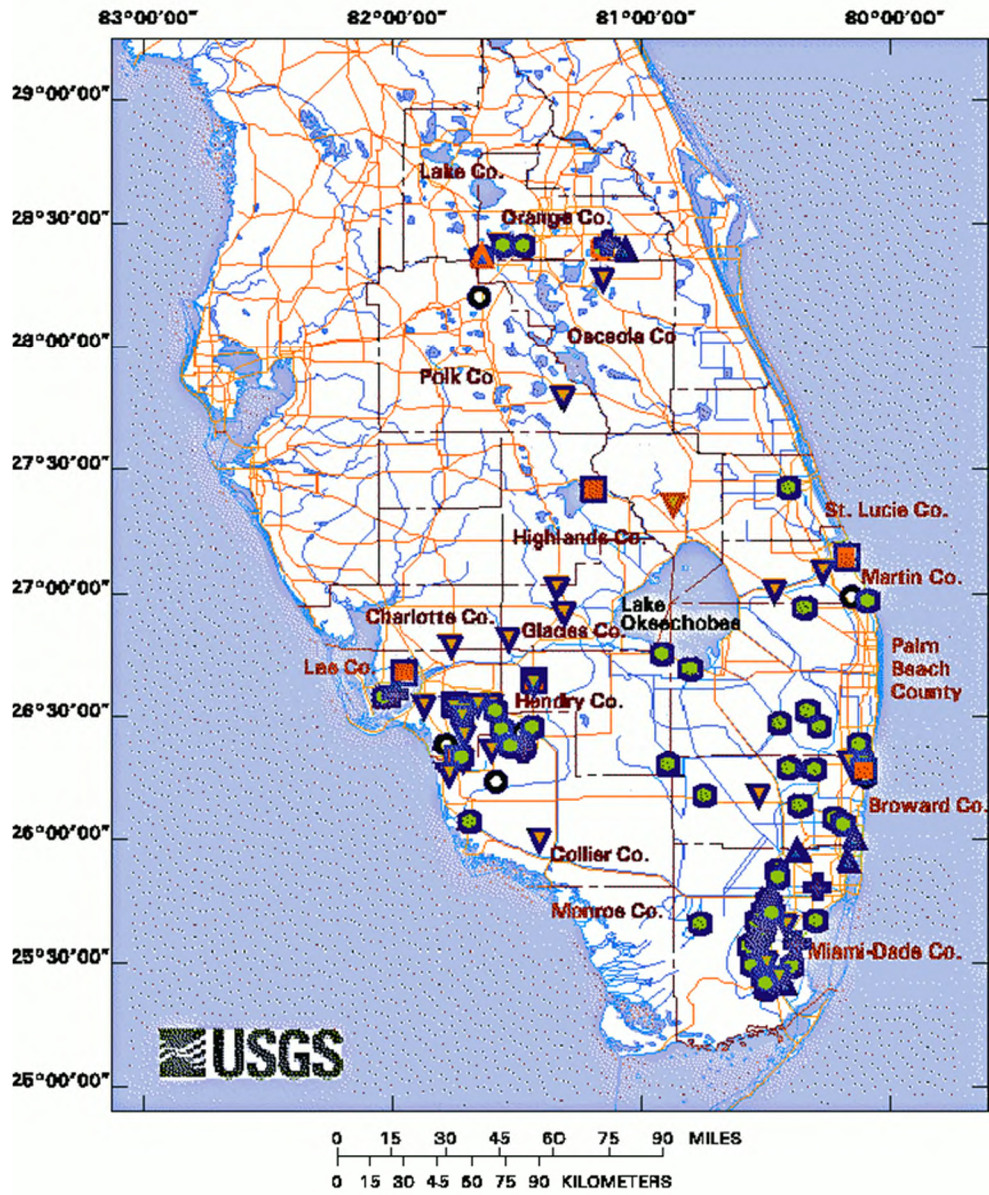 83°00'00" 82°00'00" 81°00'00" 80°00'00"
29°00'00"
Lake Co.
28°30'00"
Orange Co.
28°00'00"
Osceola Co
Polk Co
27°30'00"
St. Lucie Co.
Highlands Co.
27°00'00"
Martin Co.
Lake
Okeechobee
Charlotte Co.
Glades Co.
Palm
Beach
County
Lee Co.
26°30'00"
Hendry Co.
Broward Co.
26°00'00"
Collier Co.
Monroe Co.
Miami-Dade Co.
25°30'00"
USGS
25°00'00"
0 15 30 45 60 75 90 MILES
0 15 30 45 60 75 90 KILOMETERS